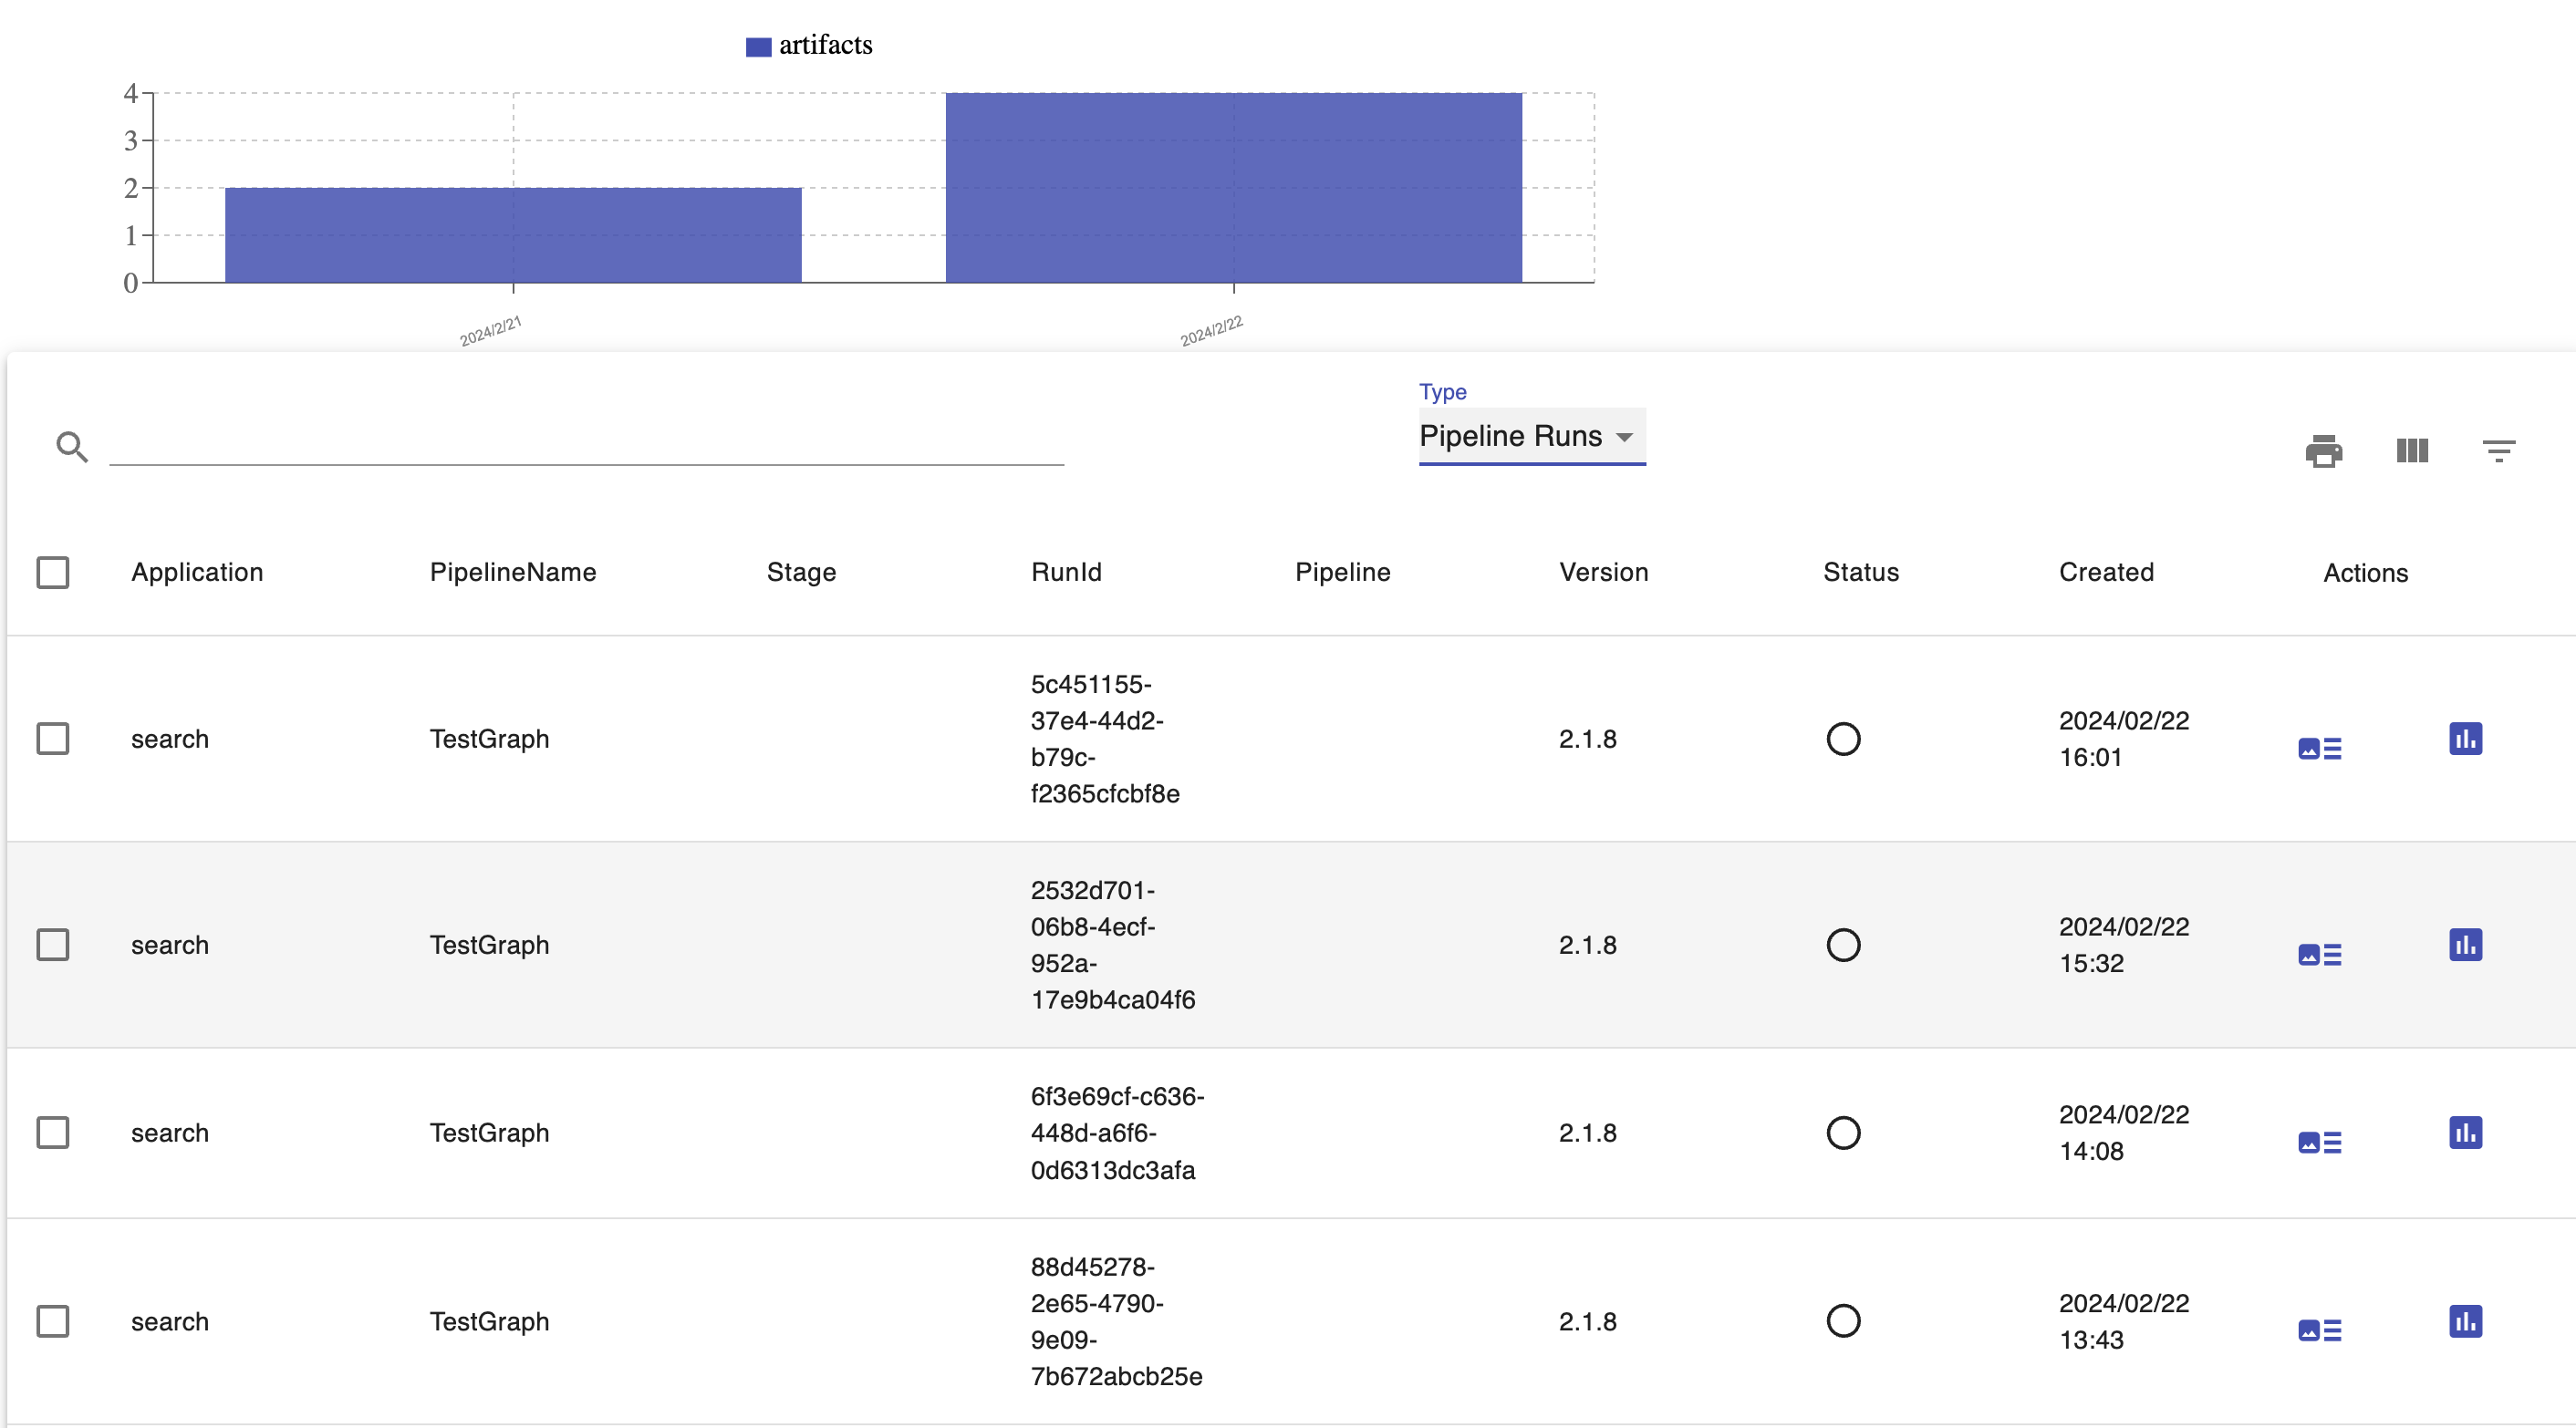 artifacts
4
3
2
1
0
2024/2/21
2024/2/22
Type
Pipeline Runs
Application PipelineName Stage RunId Pipeline Version Status Created Actions
5c451155-
37e4-44d2-
b79c-
f2365cfcbf8e
search TestGraph 2.1.8
2024/02/22
16:01
2532d701-
06b8-4ecf-
952a-
17e9b4ca04f6
search TestGraph 2.1.8
2024/02/22
15:32
6f3e69cf-c636-
448d-a6f6-
0d6313dc3afa
search TestGraph 2.1.8
2024/02/22
14:08
88d45278-
2e65-4790-
9e09-
7b672abcb25e
search TestGraph 2.1.8
2024/02/22
13:43